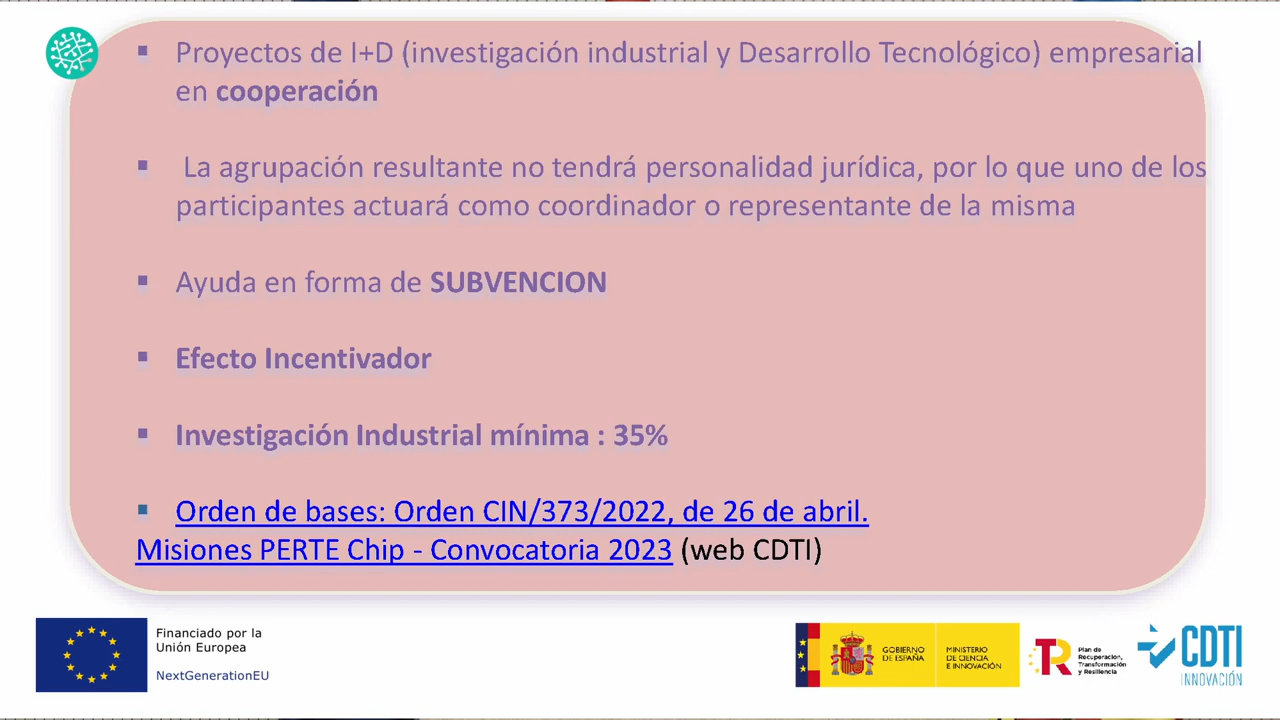 ▪ Proyectos de I+D (investigación industrial y Desarrollo Tecnológico) empresarial
en cooperación
▪ La agrupación resultante no tendrá personalidad jurídica, por lo que uno de los
participantes actuará como coordinador o representante de la misma
▪ Ayuda en forma de SUBVENCION
▪ Efecto Incentivador
▪ Investigación Industrial mínima : 35%
▪ Orden de bases: Orden CIN/373/2022, de 26 de abril.
Misiones PERTE Chip - Convocatoria 2023 (web CDTI)
Financiado por la
Unión Europea
NextGenerationEU
GOBIERNO
DE ESPAÑA
MINISTERIO
DE CIENCIA
E INNOVACIÓN
R
Plan de
Recuperación,
Transformación
y Resiliencia
CDTI
INNOVACIÓN